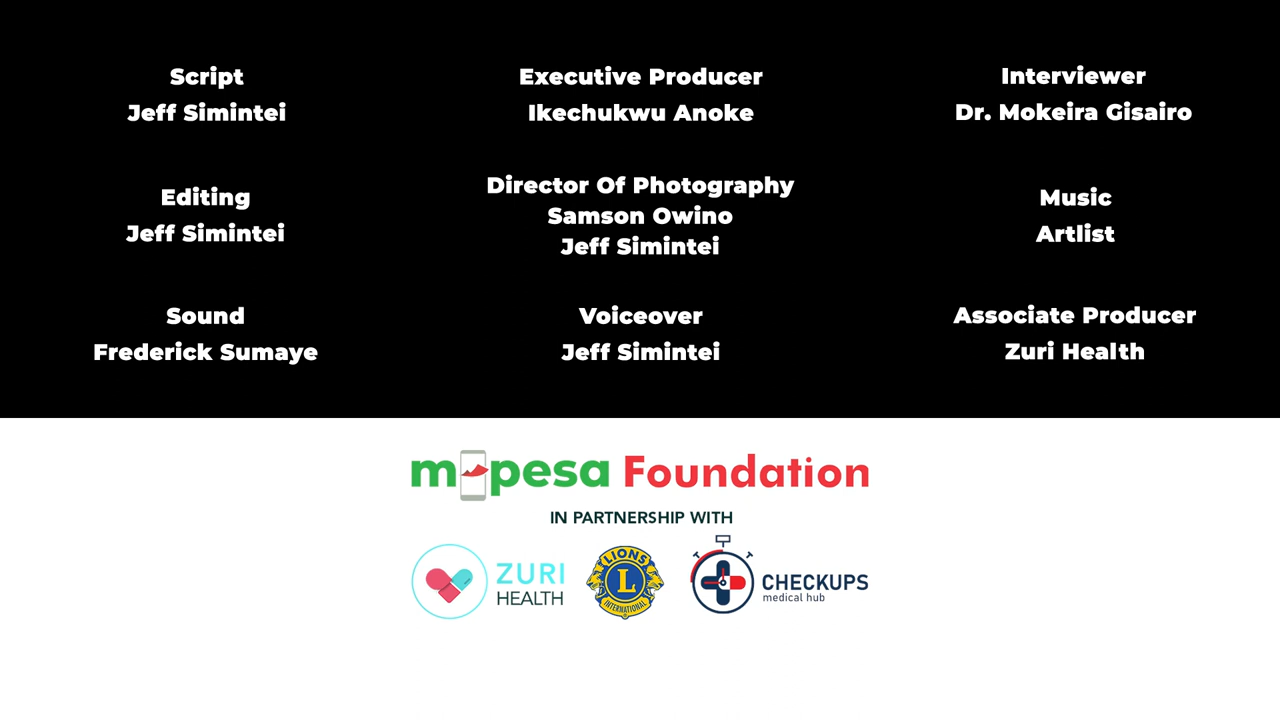 Script
Jeff Simintei
Executive Producer
Ikechukwu Anoke
Interviewer
Dr. Mokeira Gisairo
Editing
Jeff Simintei
Director Of Photography
Samson Owino
Jeff Simintei
Music
Artlist
Sound
Frederick Sumaye
Voiceover
Jeff Simintei
Associate Producer
Zuri Health
m-pesa Foundation
IN PARTNERSHIP WITH
ZURI
HEALTH
LIONS
L
INTERNATIONAL
CHECKUPS
medical hub